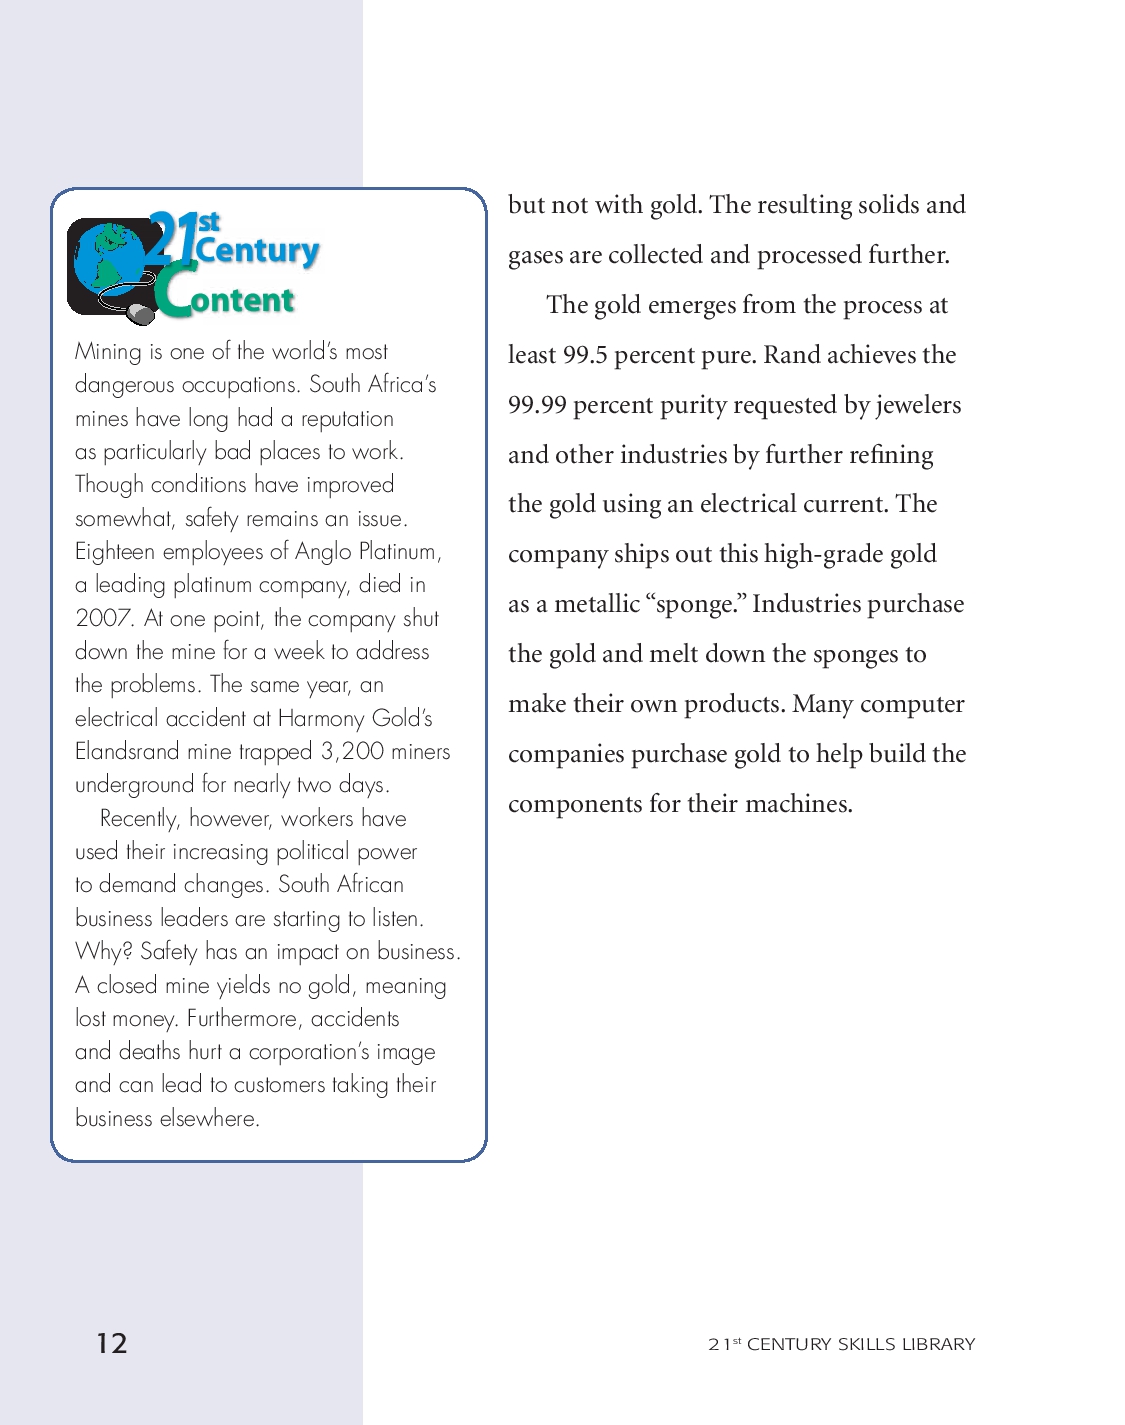 21st
Century
Content
Mining is one of the world’s most
dangerous occupations. South Africa’s
mines have long had a reputation
as particularly bad places to work.
Though conditions have improved
somewhat, safety remains an issue.
Eighteen employees of Anglo Platinum,
a leading platinum company, died in
2007. At one point, the company shut
down the mine for a week to address
the problems. The same year, an
electrical accident at Harmony Gold’s
Elandsrand mine trapped 3,200 miners
underground for nearly two days.
Recently, however, workers have
used their increasing political power
to demand changes. South African
business leaders are starting to listen.
Why? Safety has an impact on business.
A closed mine yields no gold, meaning
lost money. Furthermore, accidents
and deaths hurt a corporation’s image
and can lead to customers taking their
business elsewhere.
but not with gold. The resulting solids and
gases are collected and processed further.
The gold emerges from the process at
least 99.5 percent pure. Rand achieves the
99.99 percent purity requested by jewelers
and other industries by further refining
the gold using an electrical current. The
company ships out this high-grade gold
as a metallic “sponge.” Industries purchase
the gold and melt down the sponges to
make their own products. Many computer
companies purchase gold to help build the
components for their machines.
12
21st CENTURY SKILLS LIBRARY